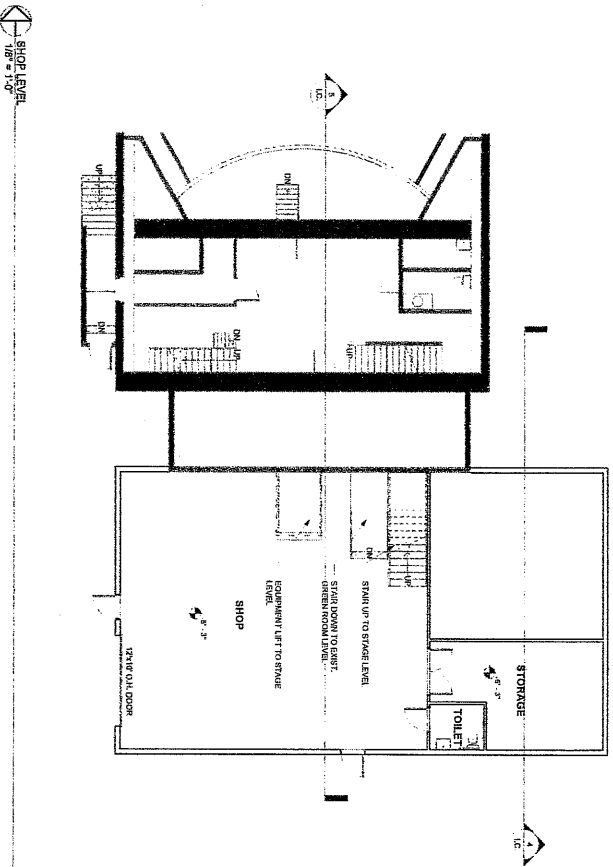 SHOP LEVEL
1/8" = 1'-0"
5
I.C.
UP
DN
DN
DN
UP
UP
DN
UP
STAIR UP TO STAGE LEVEL
STAIR DOWN TO EXIST.
GREEN ROOM LEVEL
EQUIPMENT LIFT TO STAGE
LEVEL
SHOP
12'x10' O.H. DOOR
STORAGE
TOILET
4
I.C.